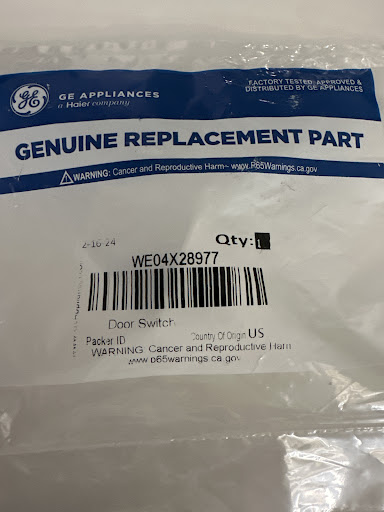 GE APPLIANCES
a Haier company
FACTORY TESTED, APPROVED &
DISTRIBUTED BY GE APPLIANCES
GENUINE REPLACEMENT PART
WARNING: Cancer and Reproductive Harm- www.P65Warnings.ca.gov
2-16-24
Qty:1
WE04X28977
Door Switch
Packer ID
Country Of Origin US
WARNING Cancer and Reproductive Harm
www.p65warnings.ca.gov